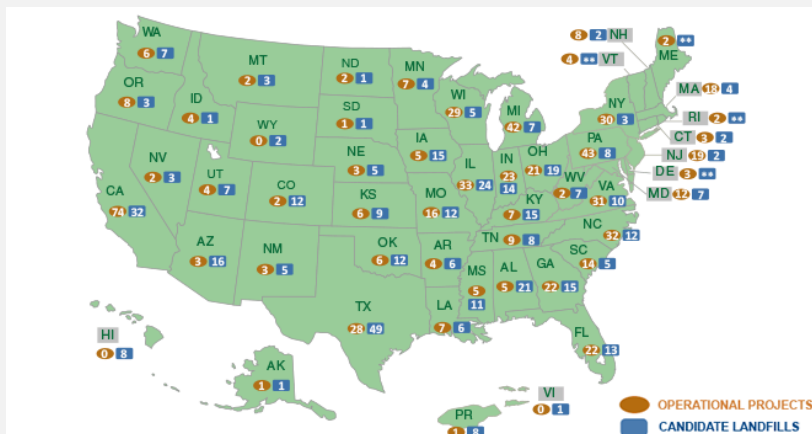 WA
6 7
OR
8 3
ID
4 1
MT
2 3
ND
2 1
MN
7 4
SD
1 1
WI
29 5
MI
42 7
WY
0 2
NE
3 5
IA
5 15
NV
2 3
UT
4 7
CO
2 12
KS
6 9
MO
16 12
IL
33 24
IN
23
14
OH
21 19
KY
7 15
WV
2 7
VA
31 10
PA
43 8
NY
30 3
8 2 NH
4 ** VT
2 **
ME
MA 18 4
RI 2 **
CT 3 2
NJ 19 2
DE 3 **
MD 12 7
CA
74 32
AZ
3 16
NM
3 5
OK
6 12
AR
4 6
TN 9 8
NC
32 12
SC
14 5
MS
5
11
AL
5 21
GA
22 15
TX
28 49
LA
7 6
FL
22 13
HI
0 8
AK
1 1
PR
1 8
VI
0 1
OPERATIONAL PROJECTS
CANDIDATE LANDFILLS